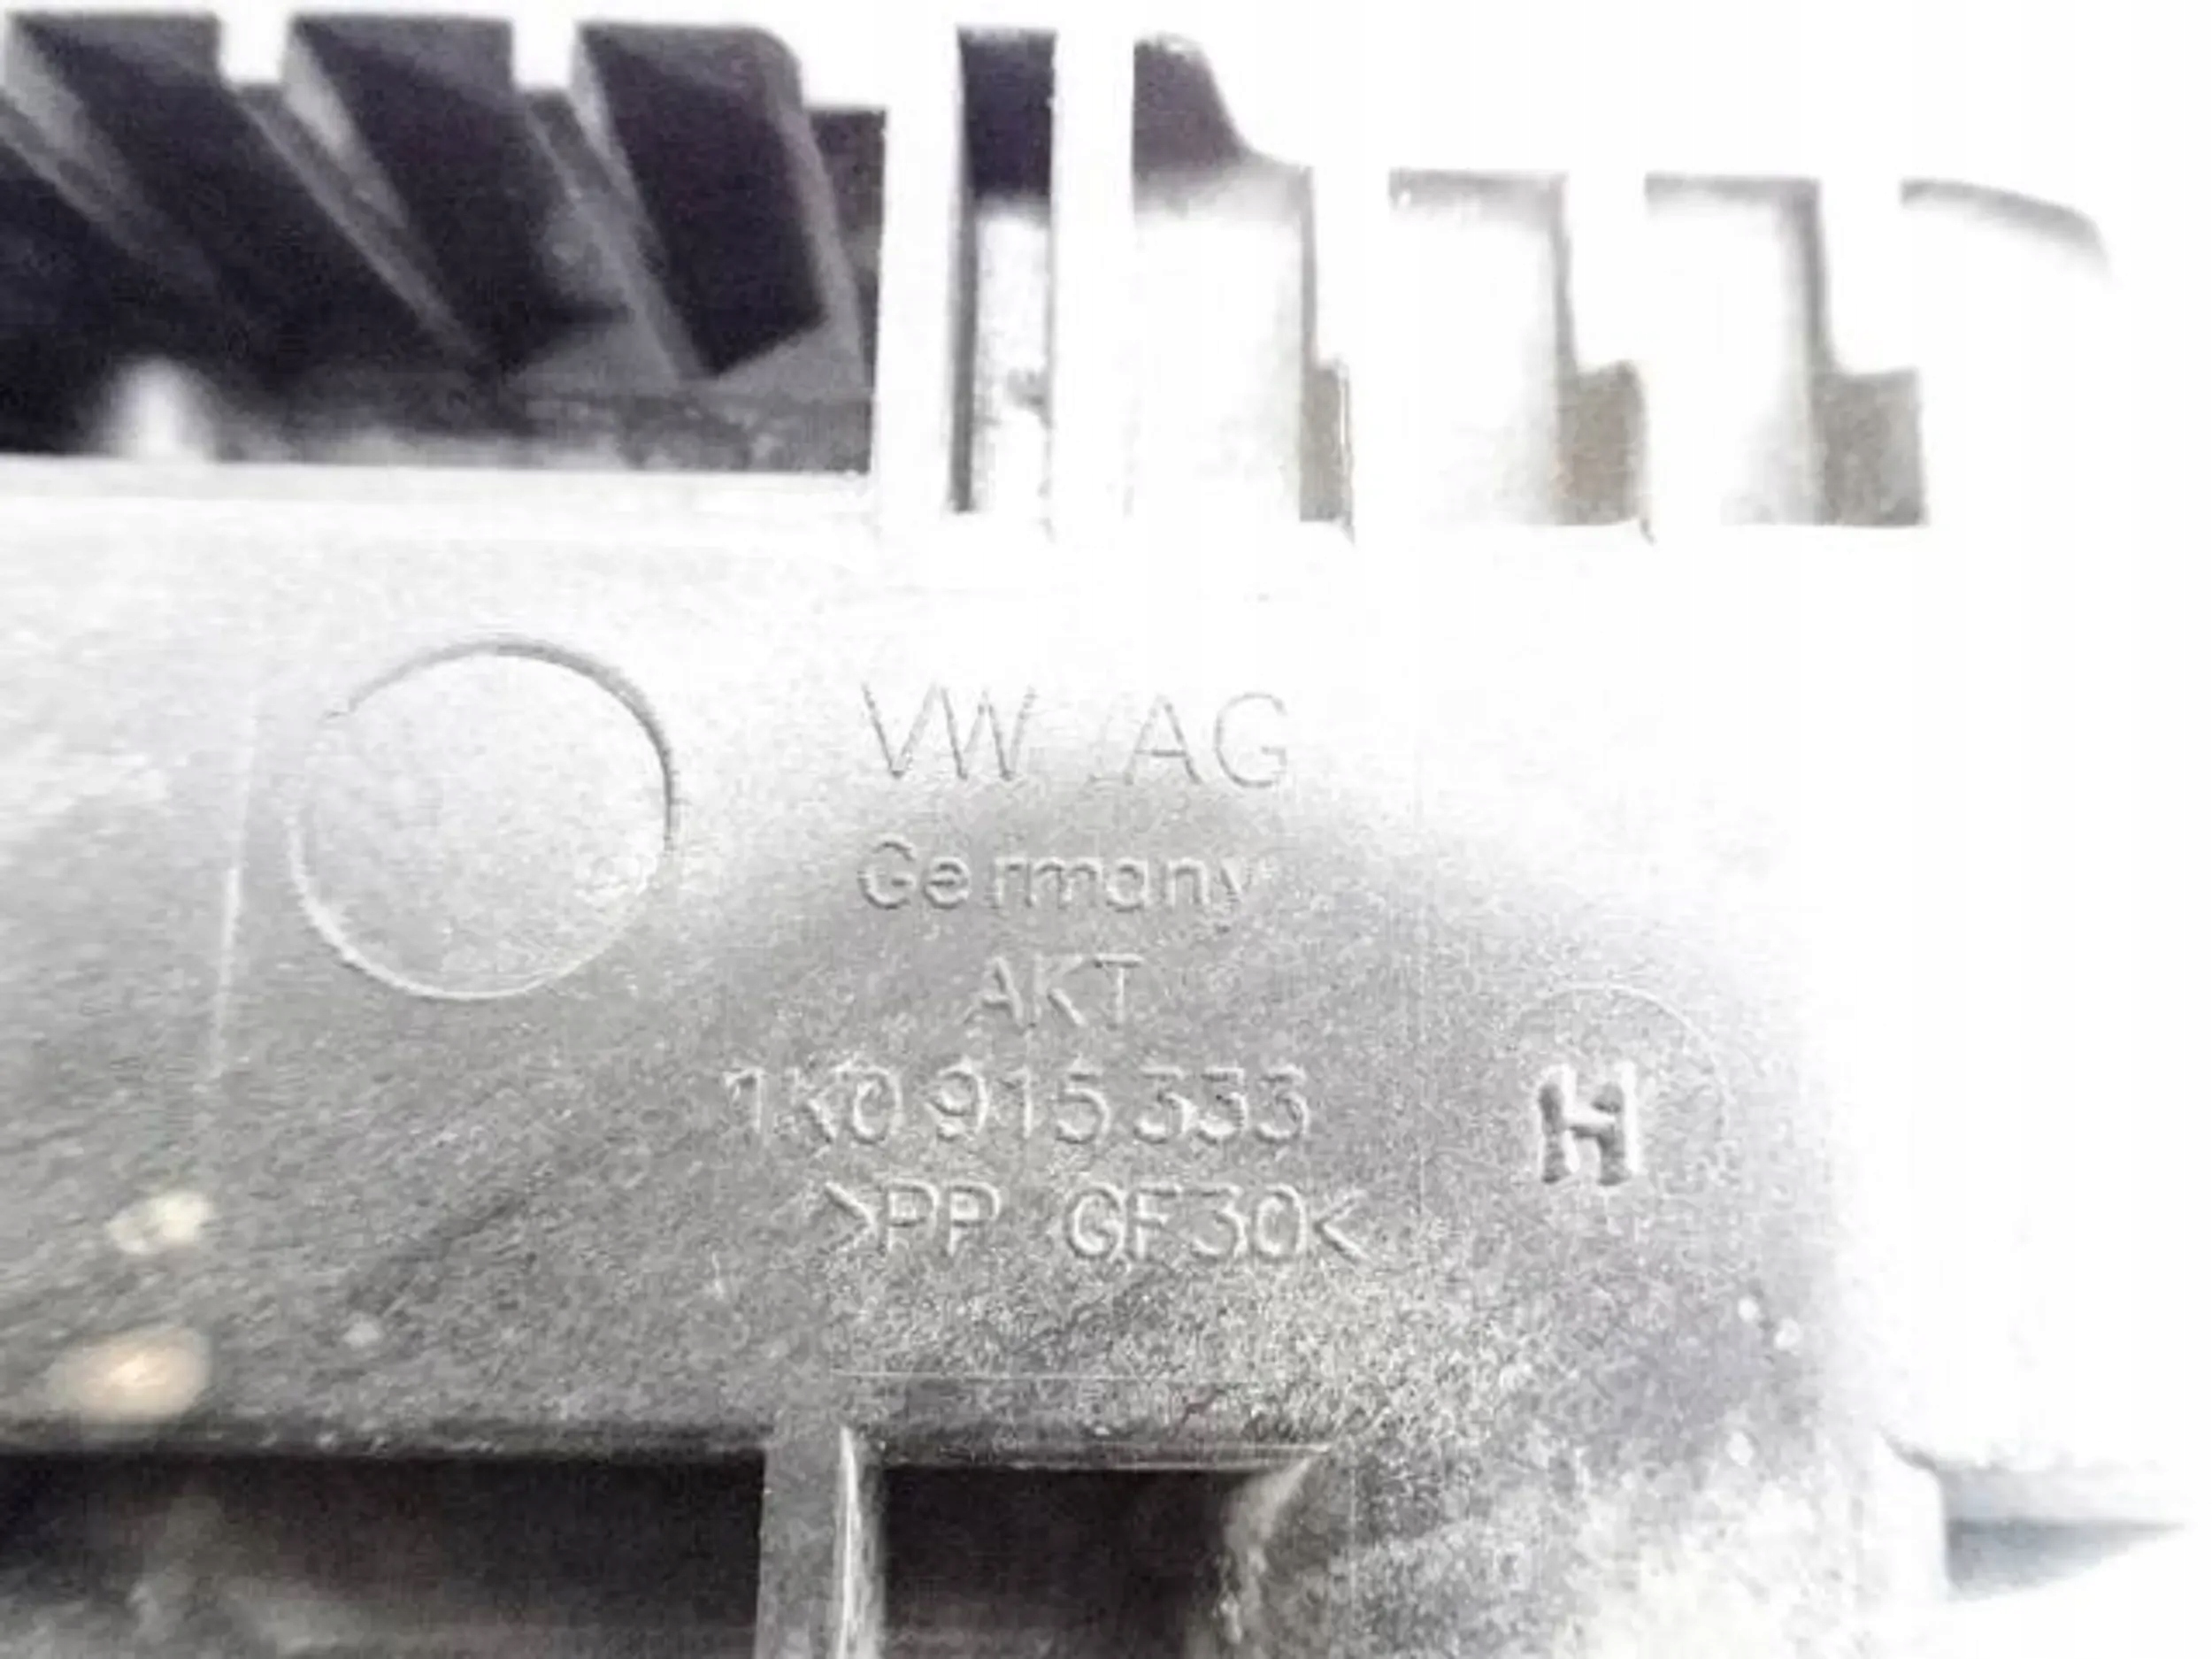 VW AG
Germany
AKT
1K0 915 333
H
>PP GF30<